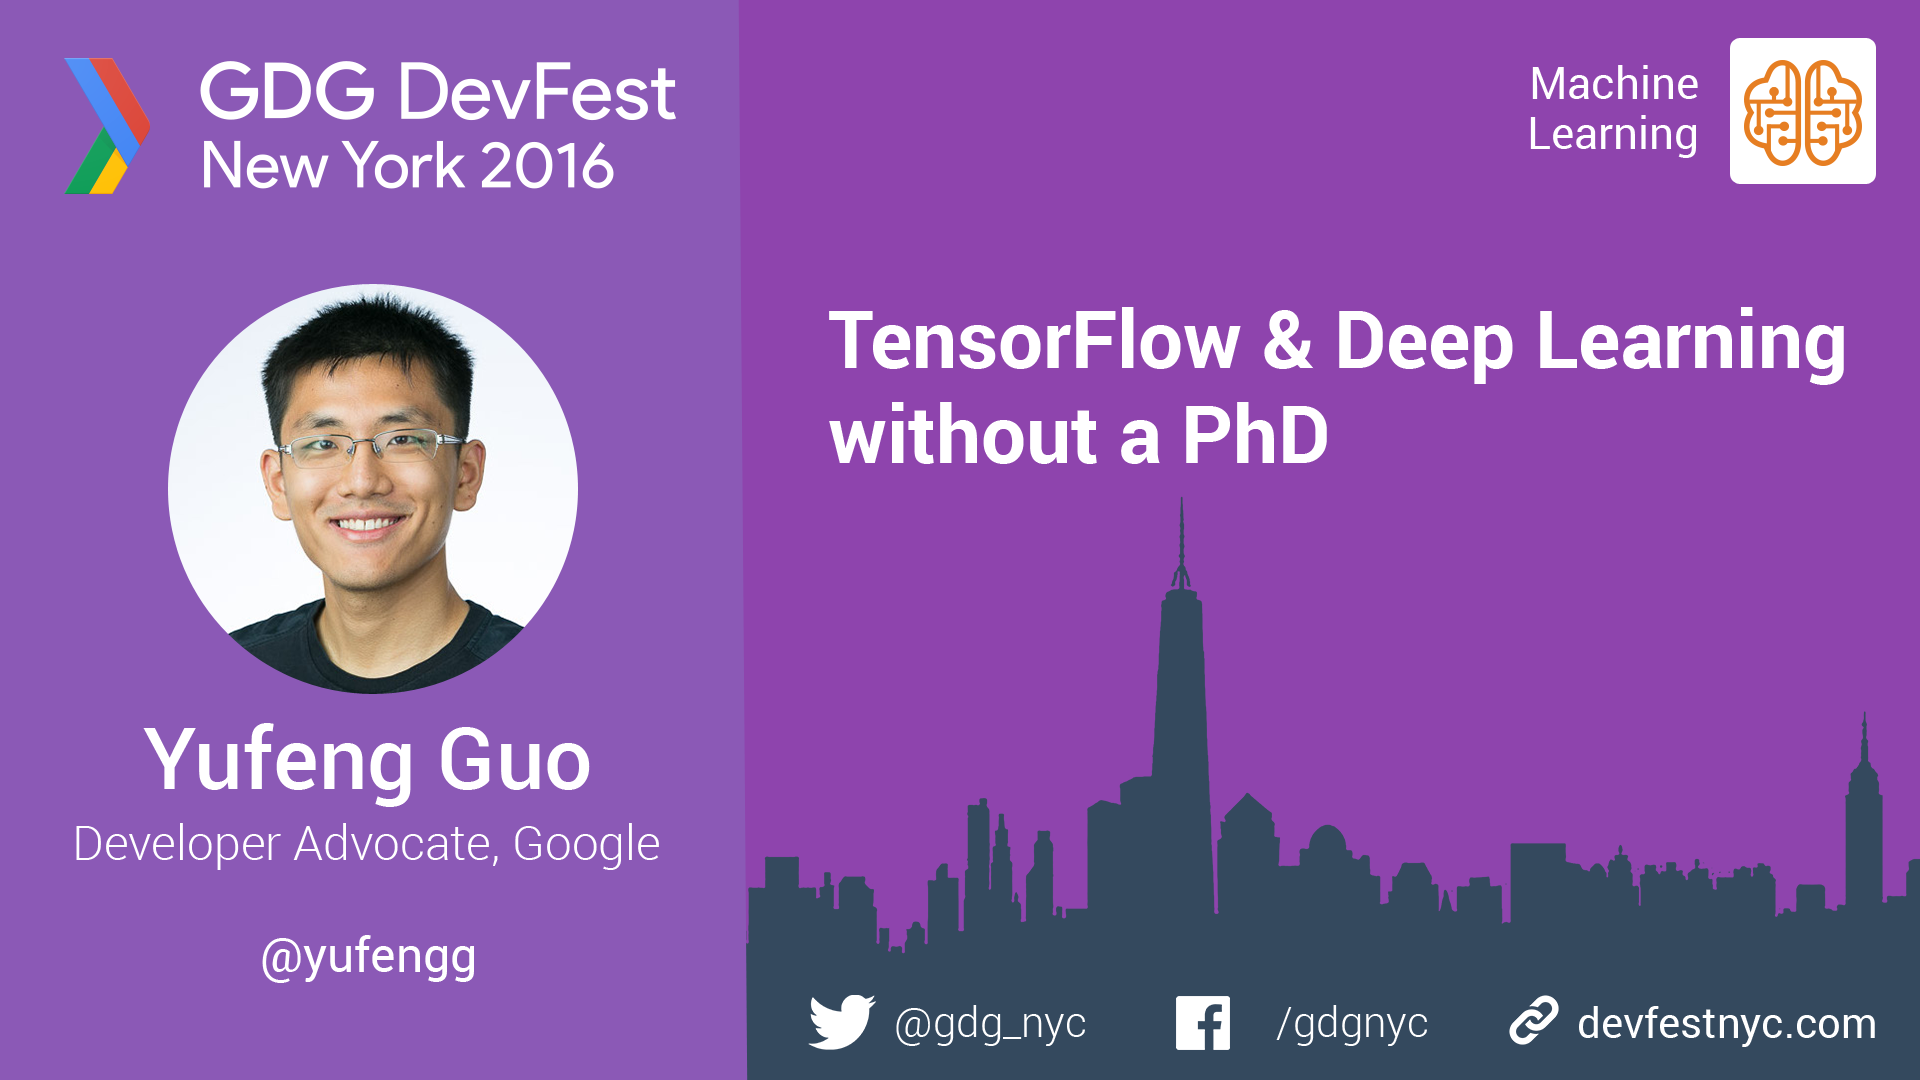 GDG DevFest
New York 2016
Machine
Learning
TensorFlow & Deep Learning
without a PhD
Yufeng Guo
Developer Advocate, Google
@yufengg
@gdg_nyc
/gdgnyc
devfestnyc.com